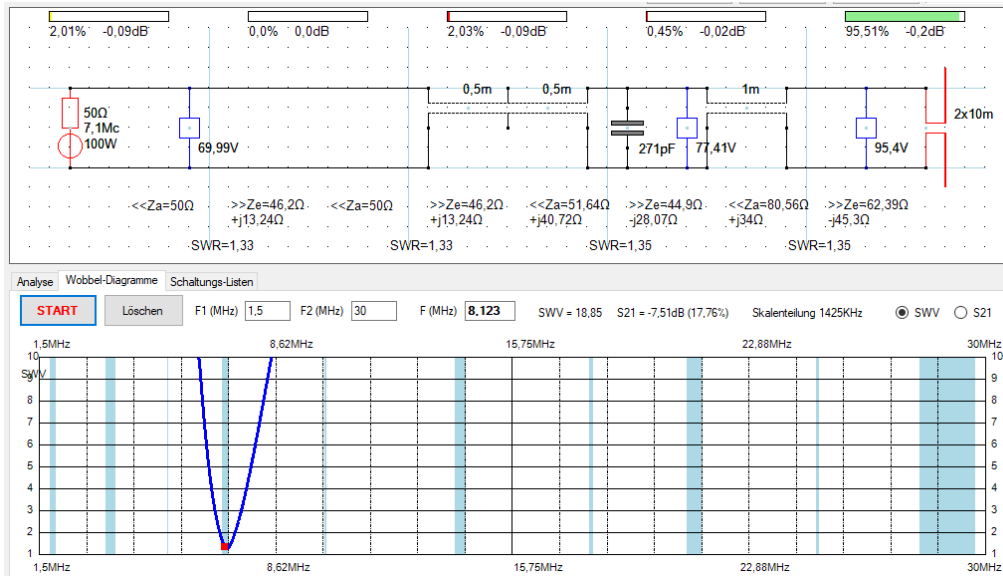 2,01% -0,09dB 0,0% 0,0dB 2,03% -0,09dB 0,45% -0,02dB 95,51% -0,2dB
0,5m 0,5m 1m
50Ω
7,1Mc
100W
69,99V
271pF
77,41V
95,4V
2x10m
<<Za=50Ω >>Ze=46,2Ω <<Za=50Ω >>Ze=46,2Ω <<Za=51,64Ω >>Ze=44,9Ω <<Za=80,56Ω >>Ze=62,39Ω
+j13,24Ω +j13,24Ω +j40,72Ω -j28,07Ω +j34Ω -j45,3Ω
SWR=1,33 SWR=1,33 SWR=1,35 SWR=1,35
Analyse Wobbel-Diagramme Schaltungs-Listen
START Löschen F1 (MHz) 1,5 F2 (MHz) 30 F (MHz) 8.123 SWV = 18,85 S21 = -7,51dB (17,76%) Skalenteilung 1425KHz SWV S21
1,5MHz 8,62MHz 15,75MHz 22,88MHz 30MHz
10 10
SWV
9 9
8 8
7 7
6 6
5 5
4 4
3 3
2 2
1 1
1,5MHz 8,62MHz 15,75MHz 22,88MHz 30MHz